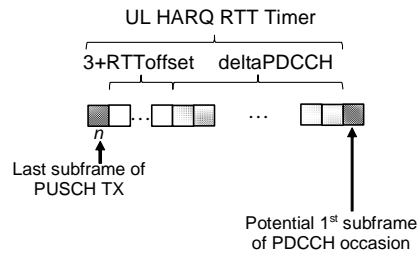 UL HARQ RTT Timer
3+RTToffset deltaPDCCH
... ...
n
Last subframe of
PUSCH TX
Potential 1st subframe
of PDCCH occasion